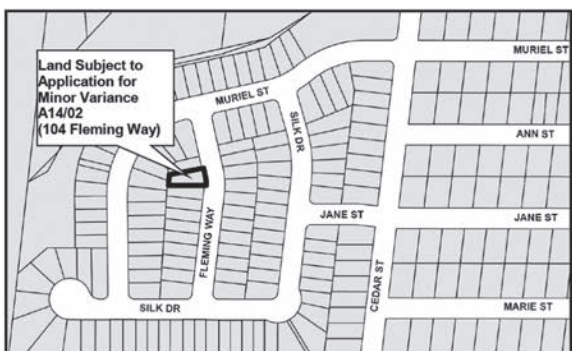 Land Subject to
Application for
Minor Variance
A14/02
(104 Fleming Way)
MURIEL ST
MURIEL ST
SILK DR
ANN ST
JANE ST
JANE ST
FLEMING WAY
CEDAR ST
SILK DR
MARIE ST